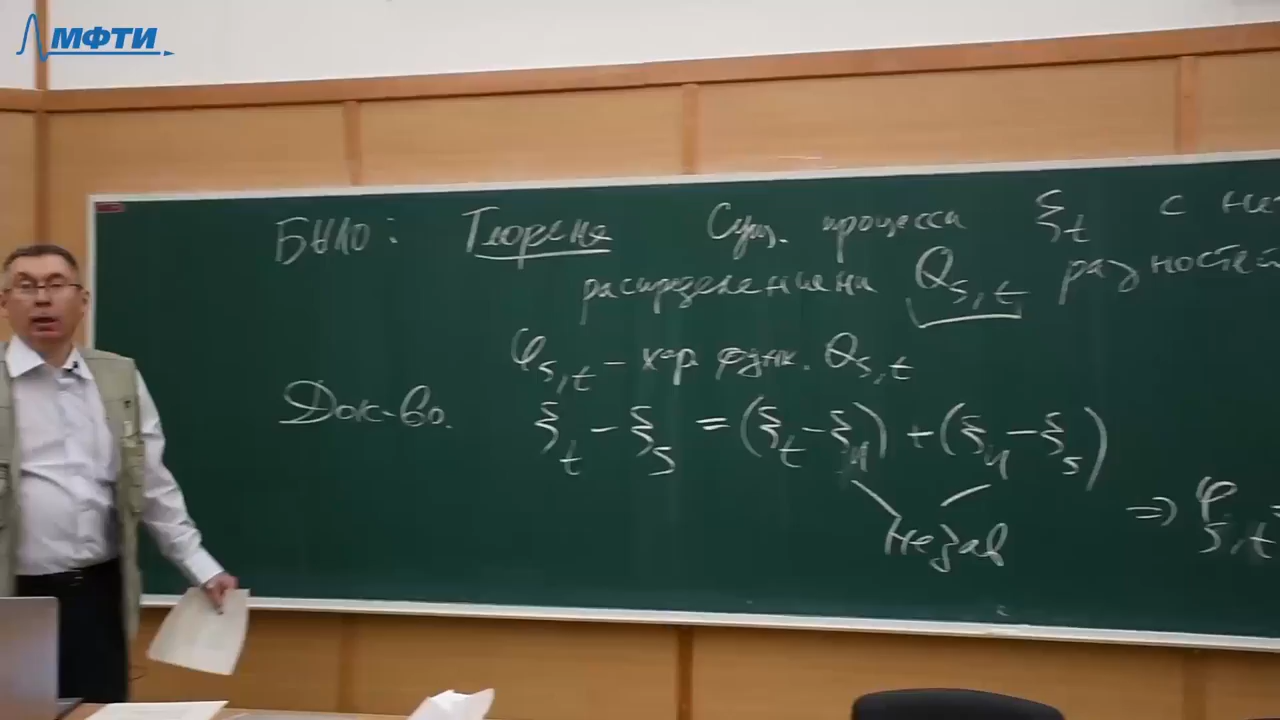 МФТИ
Было: Теорема Сущ. процесса ξ_t с не
распределениями Q_{s,t} разностей
φ_{s,t} – хар. функ. Q_{s,t}
Док-во. ξ_t − ξ_s = (ξ_t − ξ_u) + (ξ_u − ξ_s)
незав
⇒ φ_{s,t} =